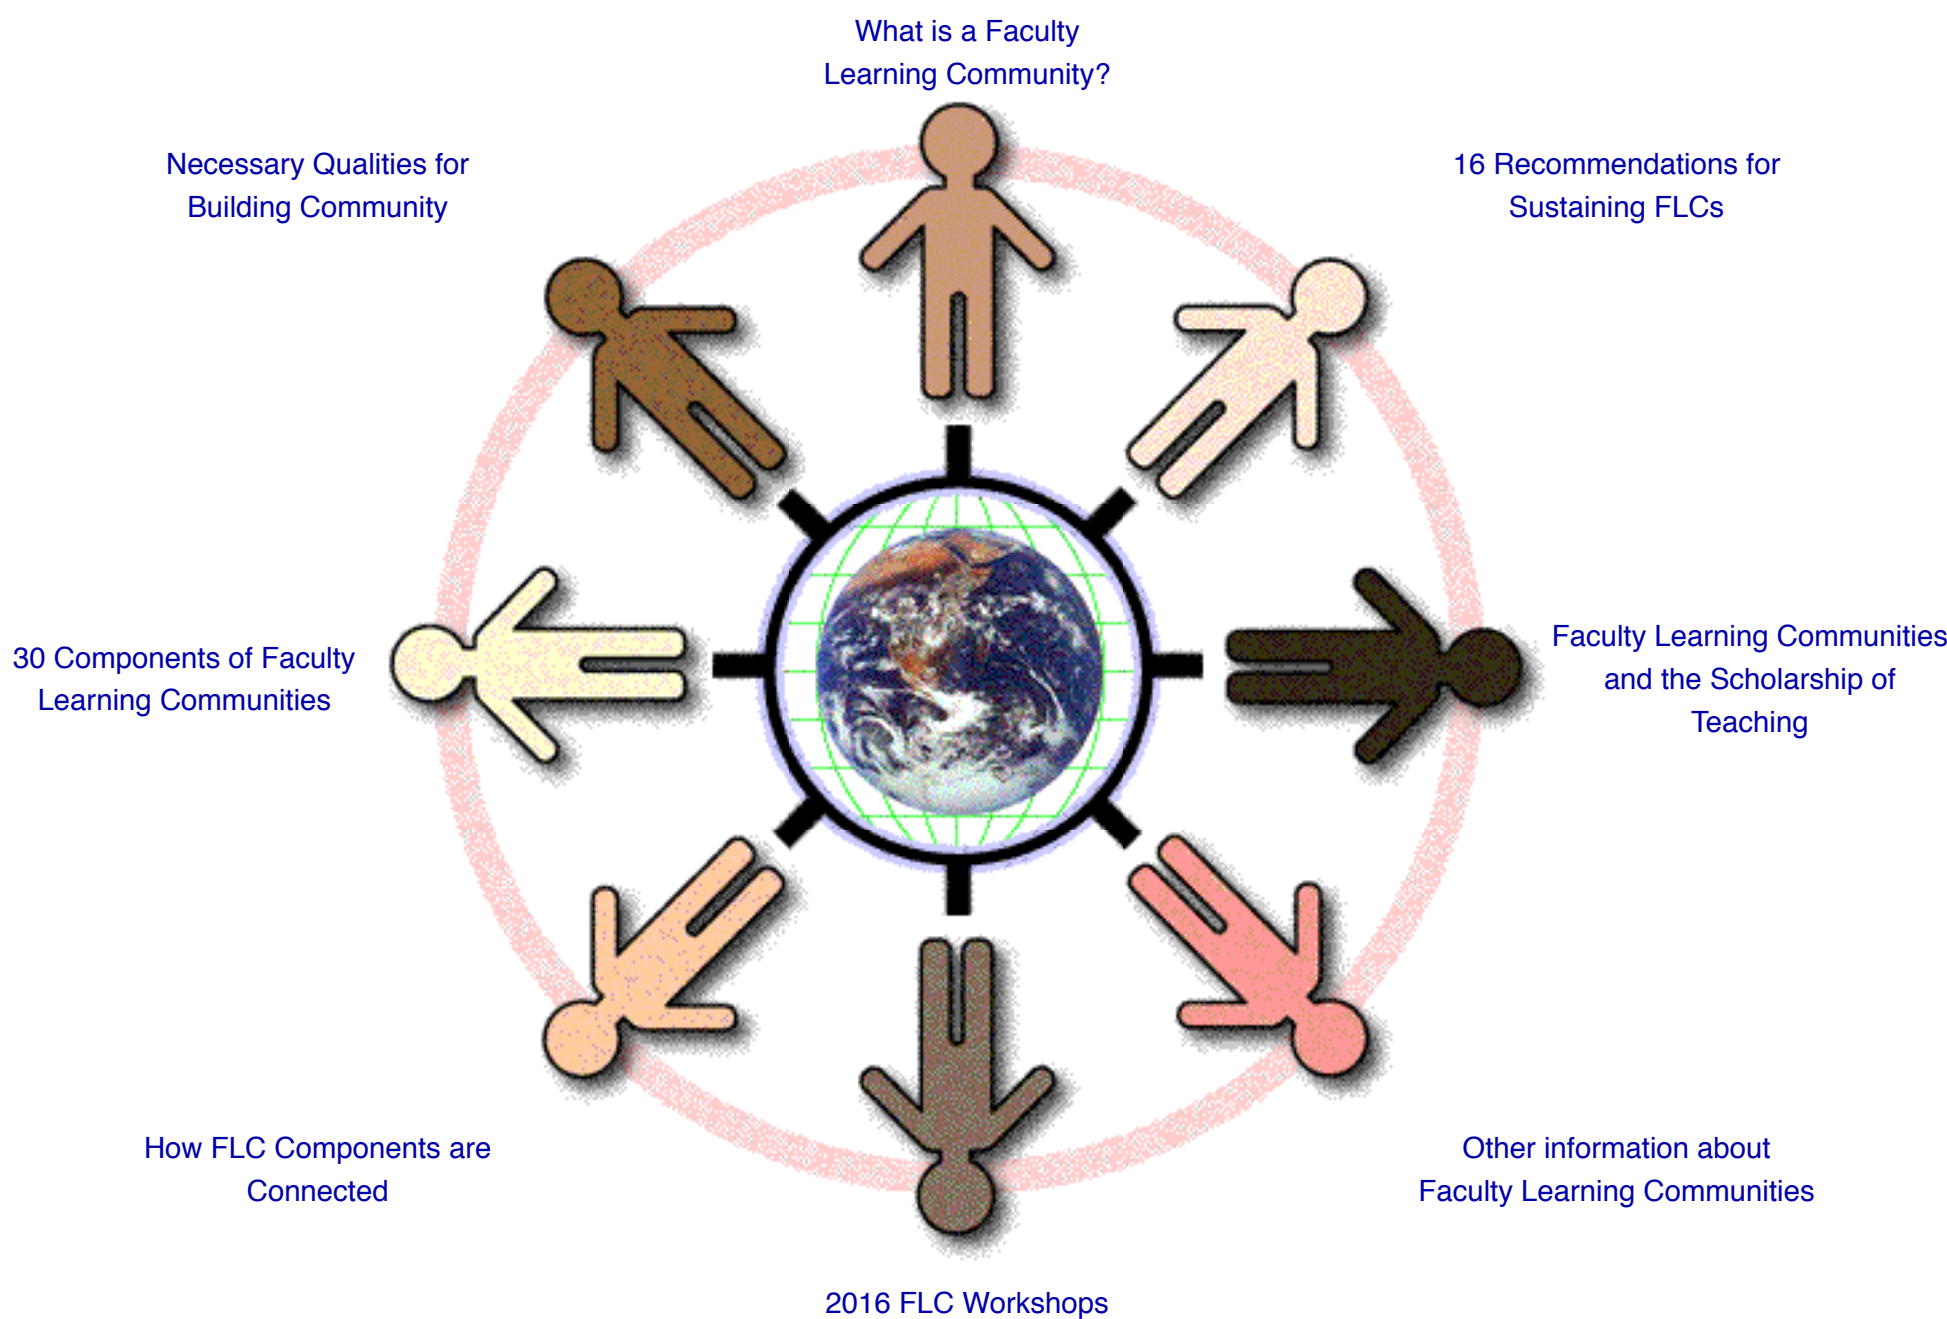 What is a Faculty
Learning Community?
Necessary Qualities for
Building Community
16 Recommendations for
Sustaining FLCs
30 Components of Faculty
Learning Communities
Faculty Learning Communities
and the Scholarship of
Teaching
How FLC Components are
Connected
Other information about
Faculty Learning Communities
2016 FLC Workshops